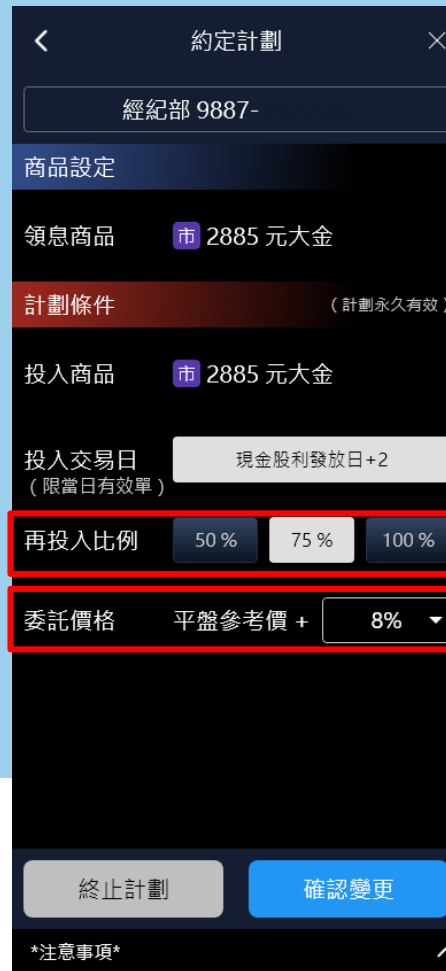 約定計劃
經紀部 9887-
商品設定
領息商品 市 2885 元大金
計劃條件 (計劃永久有效)
投入商品 市 2885 元大金
投入交易日 現金股利發放日+2
(限當日有效單)
再投入比例 50 % 75 % 100 %
委託價格 平盤參考價 + 8%
終止計劃 確認變更
*注意事項*